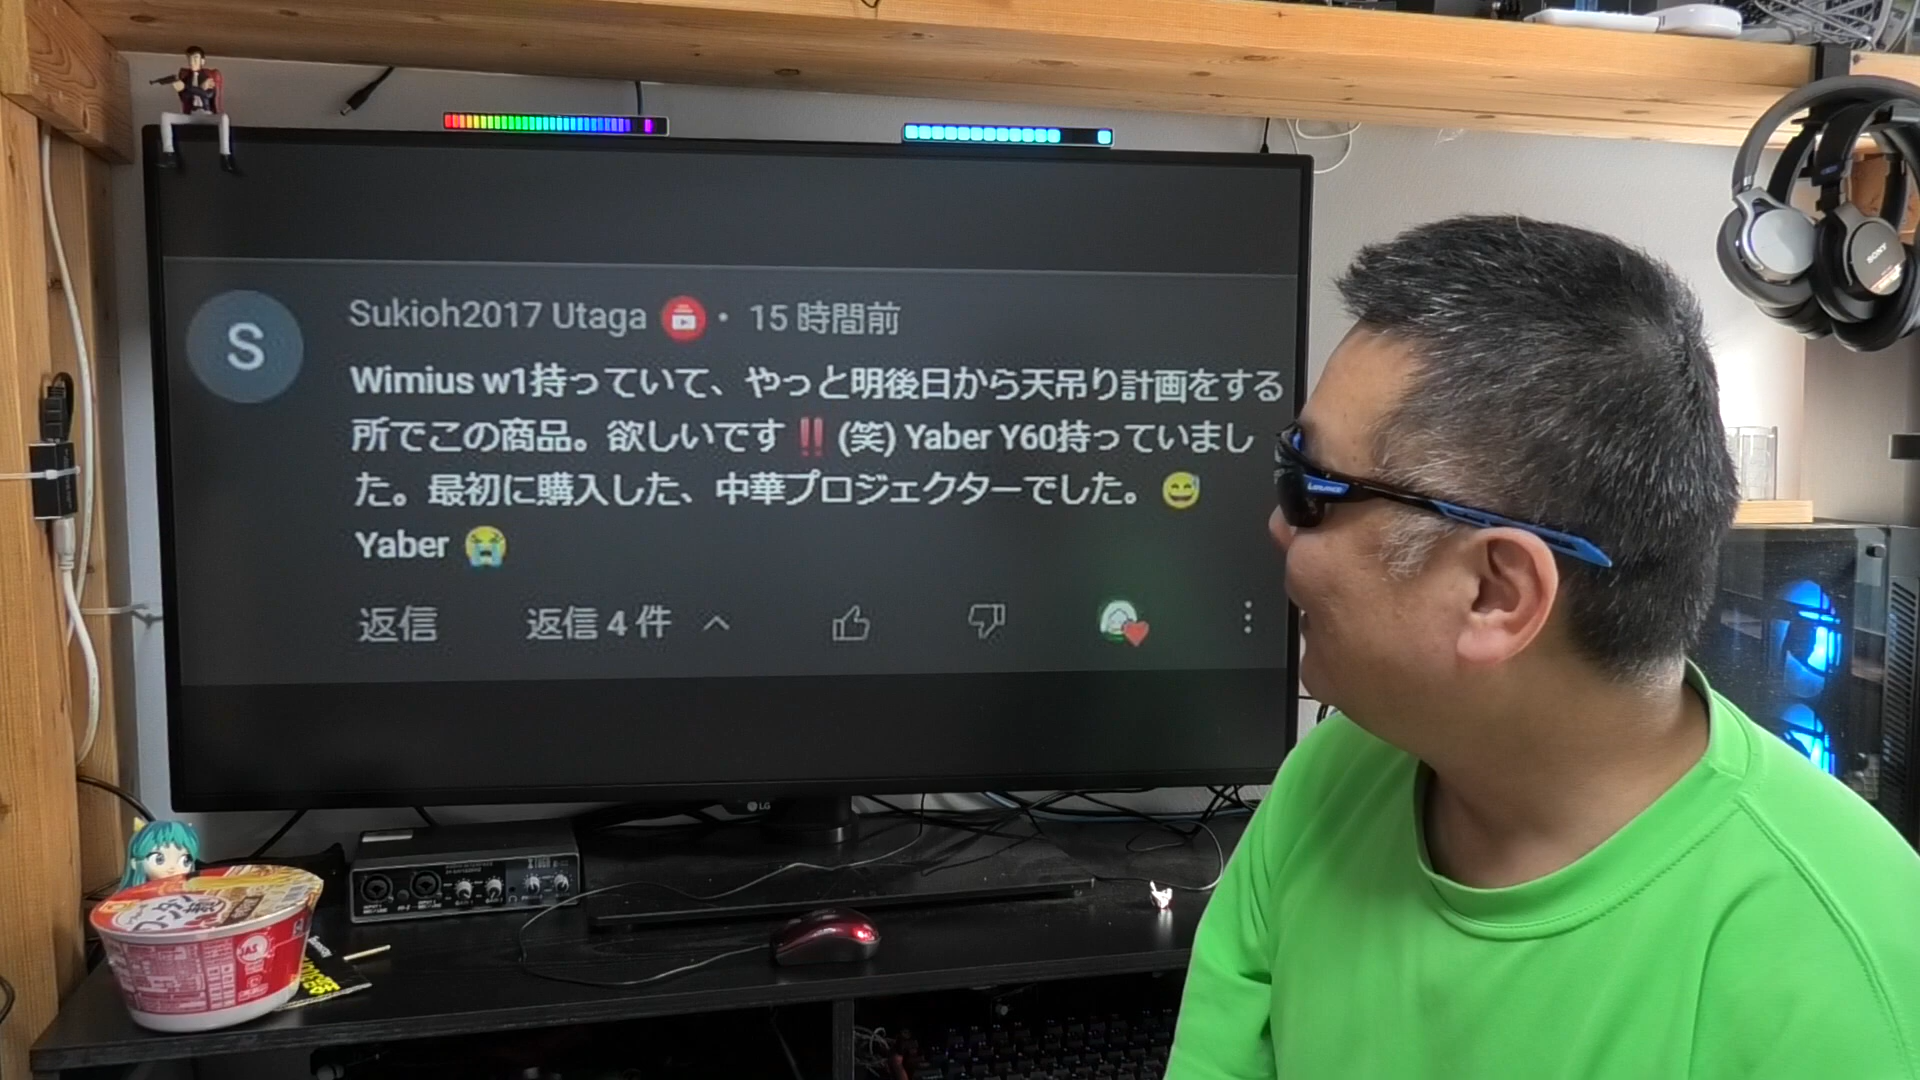 S
Sukioh2017 Utaga • 15 時間前
Wimius w1持っていて、やっと明後日から天吊り計画をする
所でこの商品。欲しいです‼️(笑) Yaber Y60持っていまし
た。最初に購入した、中華プロジェクターでした。😅
Yaber 😭
返信 返信 4 件
LG
SONY
JAS